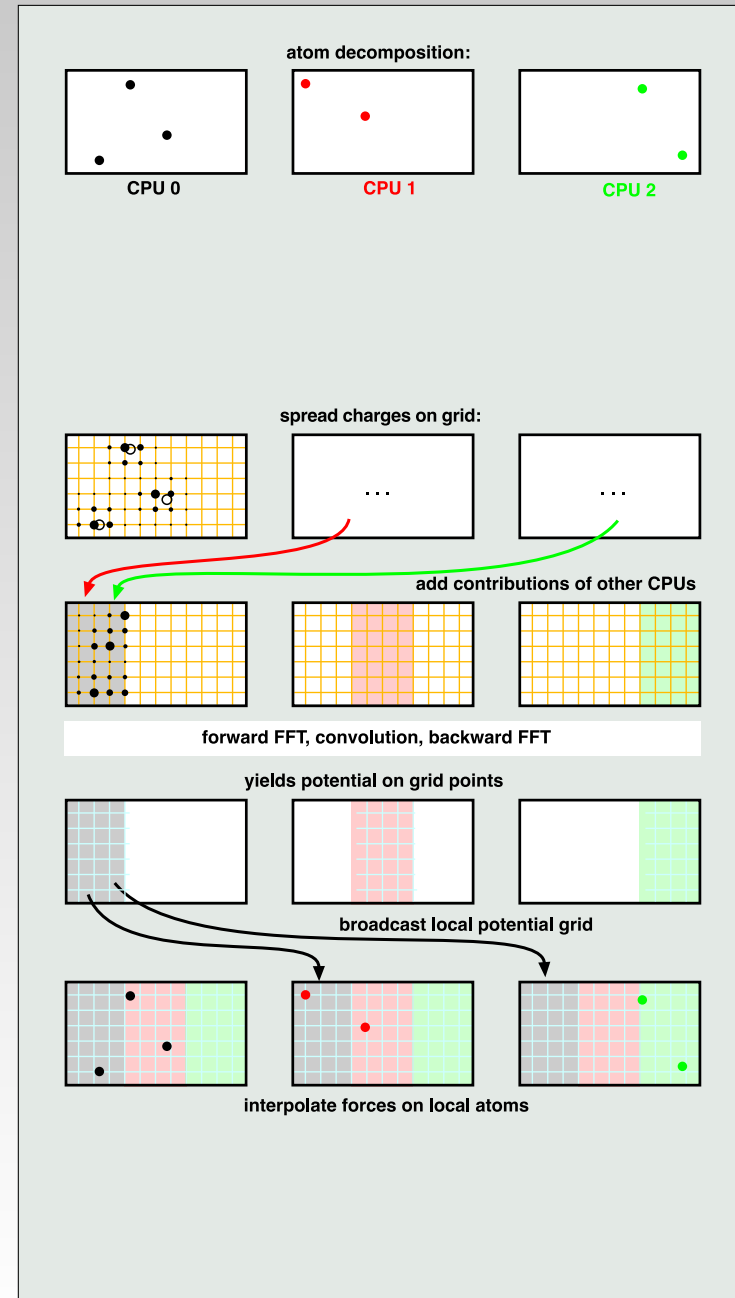 atom decomposition:
CPU 0
CPU 1
CPU 2
spread charges on grid:
...
...
add contributions of other CPUs
forward FFT, convolution, backward FFT
yields potential on grid points
broadcast local potential grid
interpolate forces on local atoms